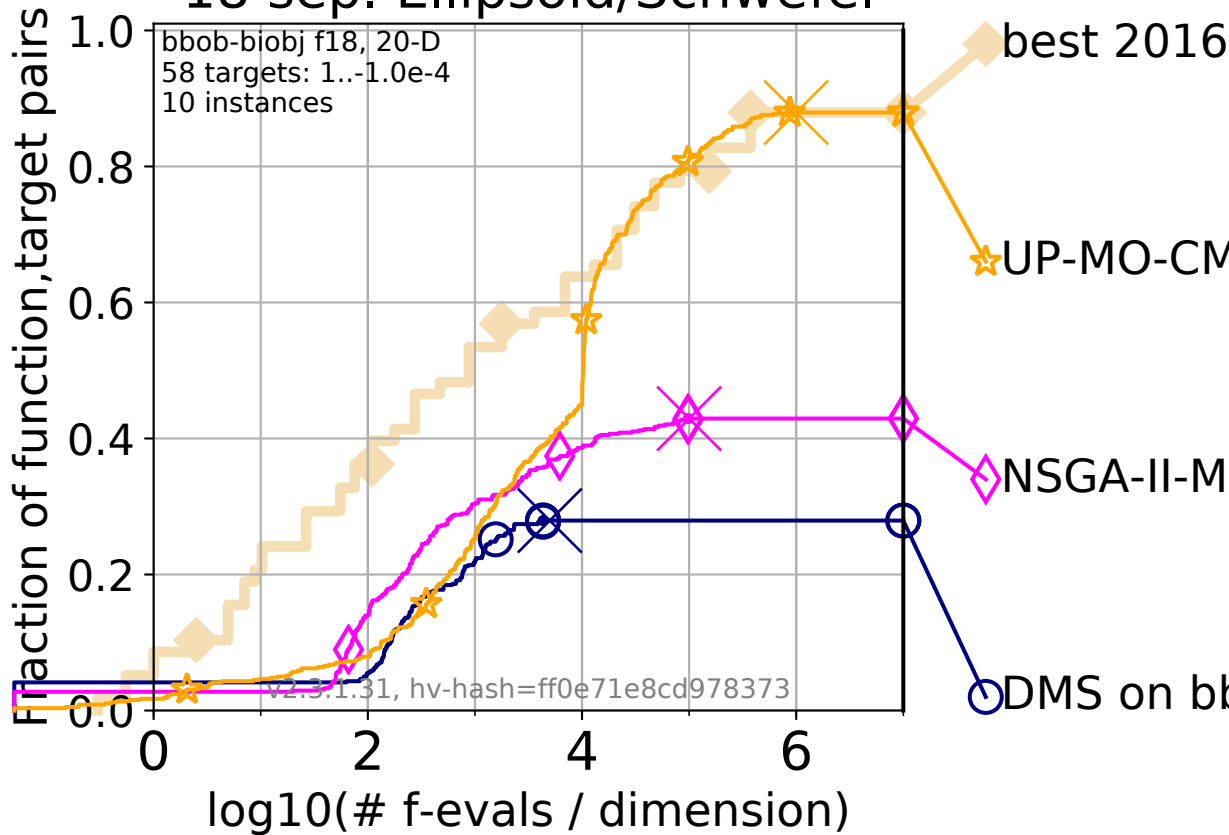 18 sep. Ellipsoid/Schwefel
bbob-biobj f18, 20-D
58 targets: 1..-1.0e-4
10 instances
Fraction of function,target pairs
1.0
0.8
0.6
0.4
0.2
0.0
best 2016
UP-MO-CM
NSGA-II-M
DMS on bb
v2.3.1.31, hv-hash=ff0e71e8cd978373
0 2 4 6
log10(# f-evals / dimension)